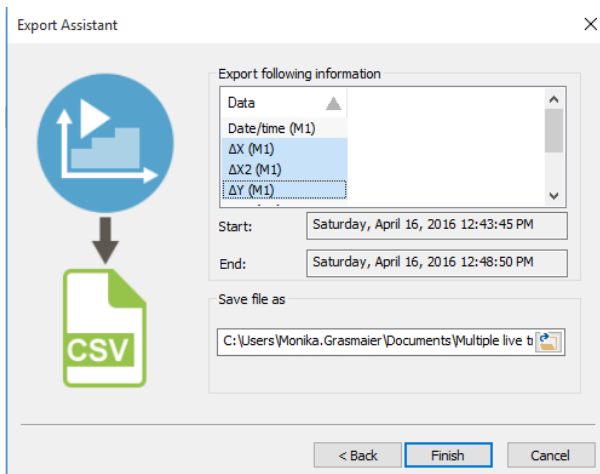 Export Assistant
Export following information
Data
Date/time (M1)
ΔX (M1)
ΔX2 (M1)
ΔY (M1)
Start: Saturday, April 16, 2016 12:43:45 PM
End: Saturday, April 16, 2016 12:48:50 PM
Save file as
C:\Users\Monika.Grasmaier\Documents\Multiple live
CSV
< Back Finish Cancel